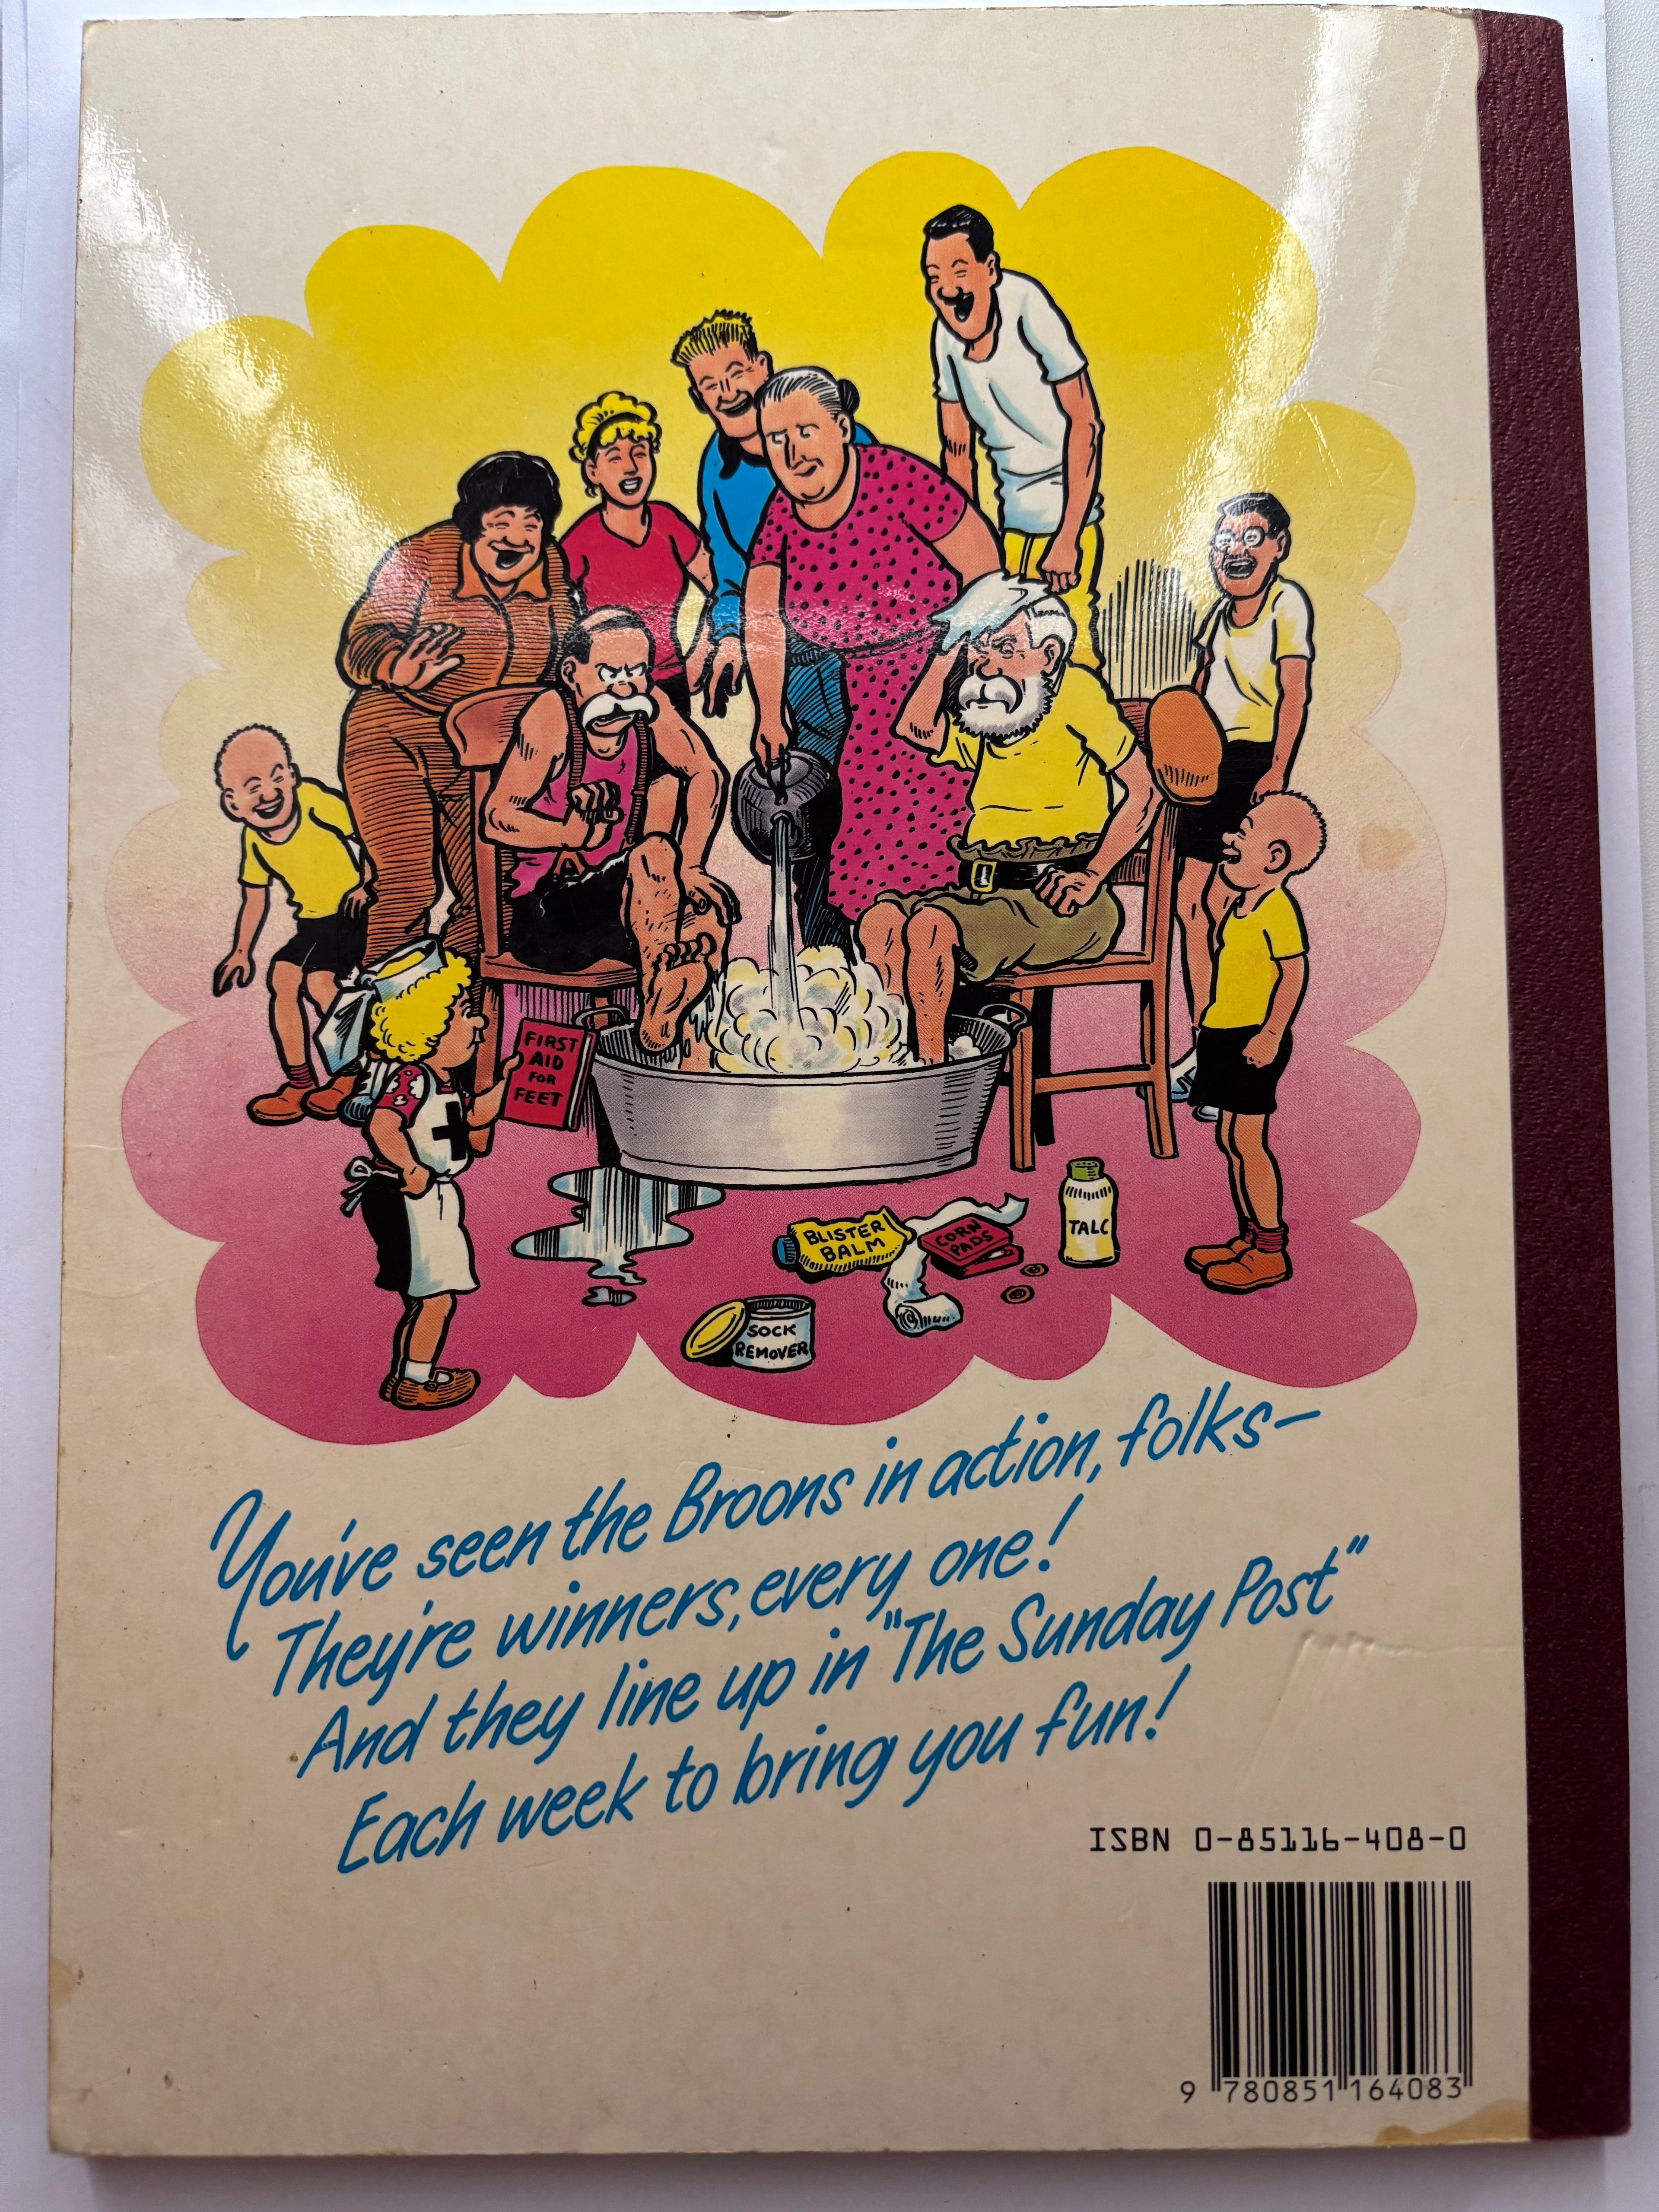 FIRST
AID
FOR
FEET
BLISTER
BALM
CORN
PADS
TALC
SOCK
REMOVER
You've seen the Broons in action, folks—
They're winners, every one!
And they line up in "The Sunday Post"
Each week to bring you fun!
ISBN 0-85116-408-0
9 780851 164083